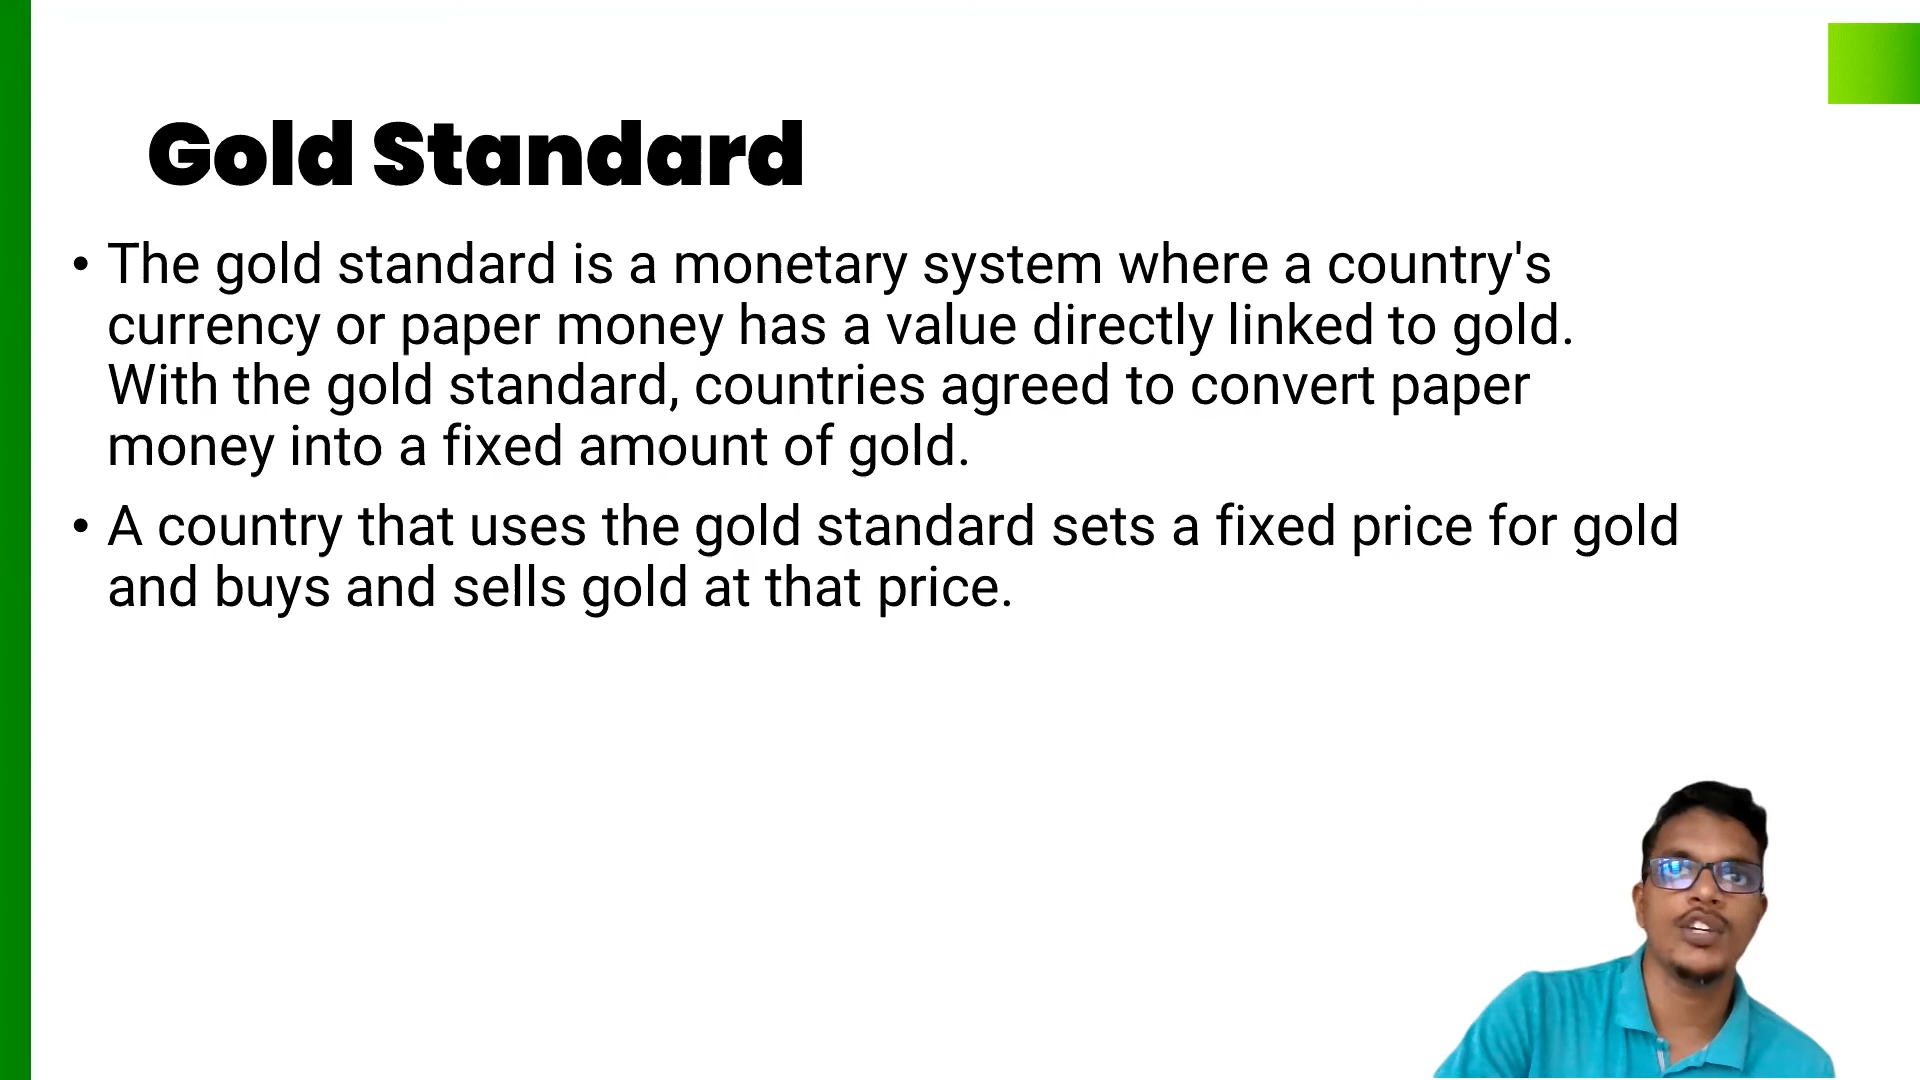 Gold Standard
• The gold standard is a monetary system where a country's
currency or paper money has a value directly linked to gold.
With the gold standard, countries agreed to convert paper
money into a fixed amount of gold.
• A country that uses the gold standard sets a fixed price for gold
and buys and sells gold at that price.